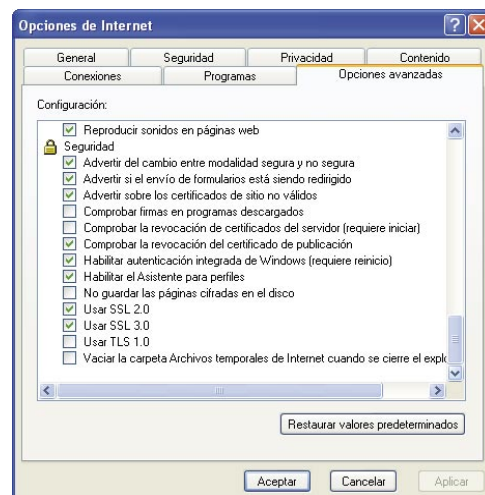 Opciones de Internet
General Seguridad Privacidad Contenido
Conexiones Programas Opciones avanzadas
Configuración:
Reproducir sonidos en páginas web
Seguridad
Advertir del cambio entre modalidad segura y no segura
Advertir si el envío de formularios está siendo redirigido
Advertir sobre los certificados de sitio no válidos
Comprobar firmas en programas descargados
Comprobar la revocación de certificados del servidor (requiere iniciar)
Comprobar la revocación del certificado de publicación
Habilitar autenticación integrada de Windows (requiere reinicio)
Habilitar el Asistente para perfiles
No guardar las páginas cifradas en el disco
Usar SSL 2.0
Usar SSL 3.0
Usar TLS 1.0
Vaciar la carpeta Archivos temporales de Internet cuando se cierre el explo
Restaurar valores predeterminados
Aceptar Cancelar Aplicar